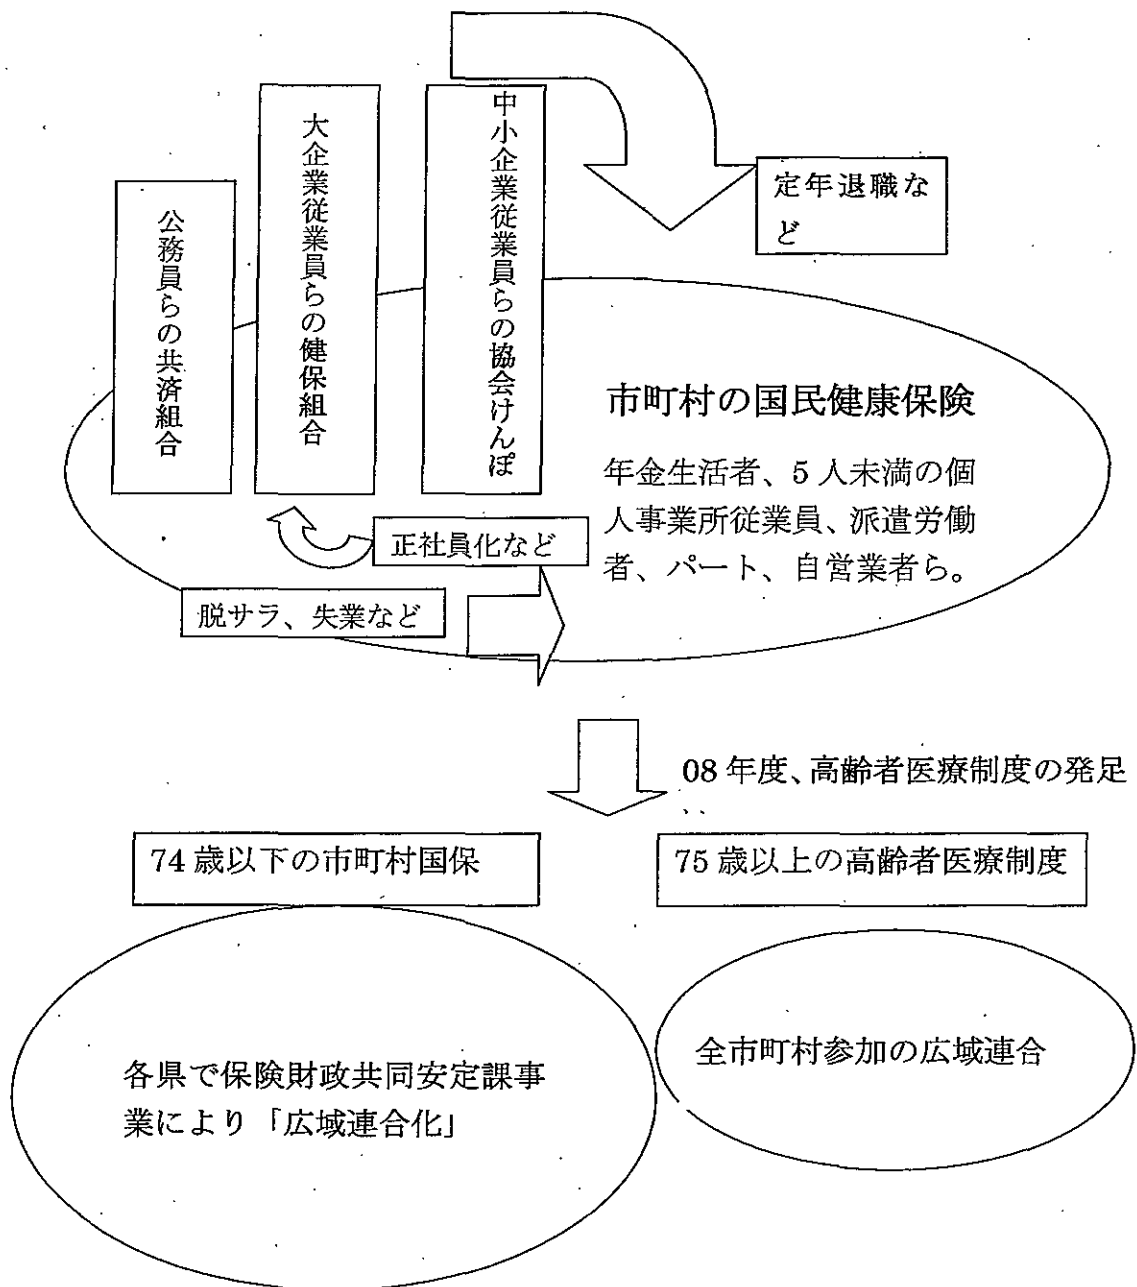 公務員らの共済組合
大企業従業員らの健保組合
中小企業従業員らの協会けんぽ
定年退職な
ど
市町村の国民健康保険
年金生活者、5人未満の個
人事業所従業員、派遣労働
者、パート、自営業者ら。
正社員化など
脱サラ、失業など
08年度、高齢者医療制度の発足
74歳以下の市町村国保
75歳以上の高齢者医療制度
各県で保険財政共同安定課事
業により「広域連合化」
全市町村参加の広域連合